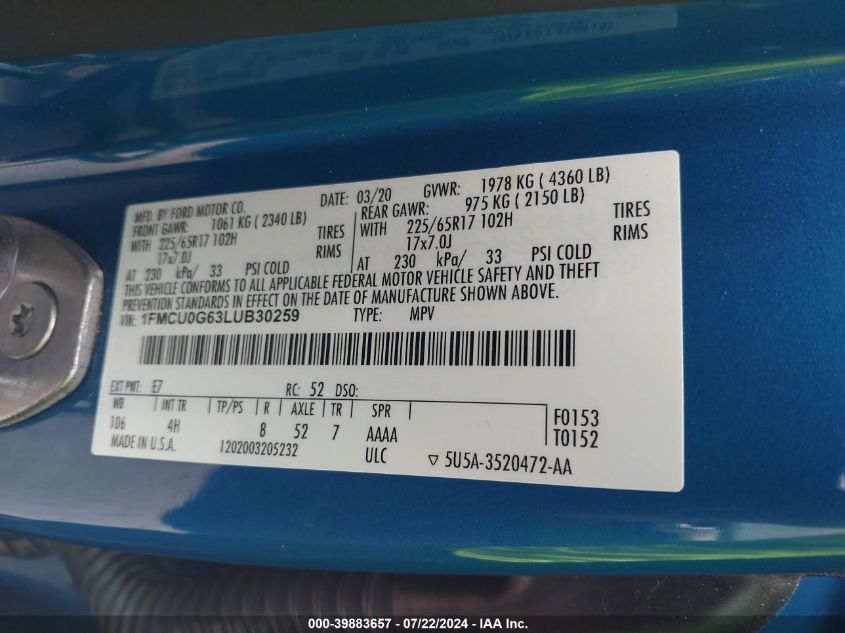 MFD. BY FORD MOTOR CO. DATE: 03/20 GVWR: 1978 KG ( 4360 LB)
FRONT GAWR: 1061 KG ( 2340 LB) REAR GAWR: 975 KG ( 2150 LB)
WITH 225/65R17 102H TIRES WITH 225/65R17 102H TIRES
17x7.0J RIMS 17x7.0J RIMS
AT 230 kPa/ 33 PSI COLD AT 230 kPa/ 33 PSI COLD
THIS VEHICLE CONFORMS TO ALL APPLICABLE FEDERAL MOTOR VEHICLE SAFETY AND THEFT
PREVENTION STANDARDS IN EFFECT ON THE DATE OF MANUFACTURE SHOWN ABOVE.
VIN: 1FMCU0G63LUB30259 TYPE: MPV
EXT PNT: E7 RC: 52 DSO:
WB INT TR TP/PS R AXLE TR SPR
106 4H 8 52 7 AAAA F0153
MADE IN U.S.A. 1202003205232 ULC T0152
5U5A-3520472-AA
000-39883657 / 07/22/2024 - IAA Inc.